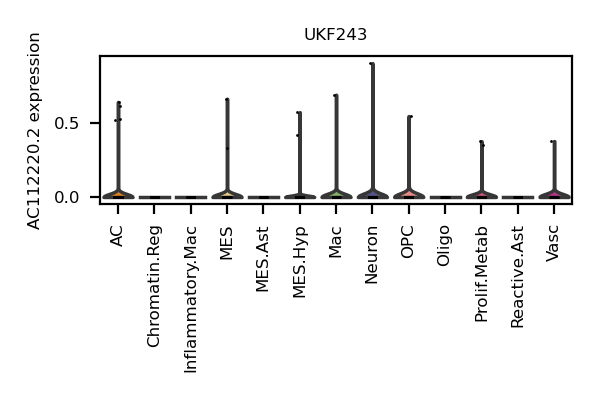 UKF243
AC112220.2 expression
0.5
0.0
AC
Chromatin.Reg
Inflammatory.Mac
MES
MES.Ast
MES.Hyp
Mac
Neuron
OPC
Oligo
Prolif.Metab
Reactive.Ast
Vasc